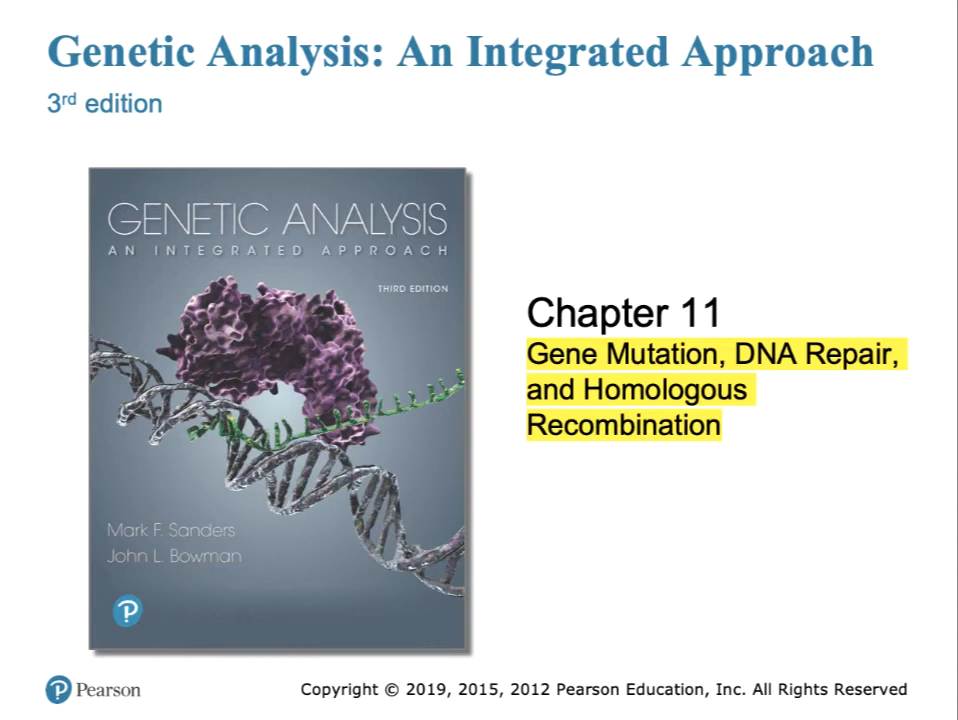 Genetic Analysis: An Integrated Approach
3rd edition
GENETIC ANALYSIS
AN INTEGRATED APPROACH
THIRD EDITION
Chapter 11
Gene Mutation, DNA Repair,
and Homologous
Recombination
Mark F. Sanders
John L. Bowman
Pearson
Copyright © 2019, 2015, 2012 Pearson Education, Inc. All Rights Reserved